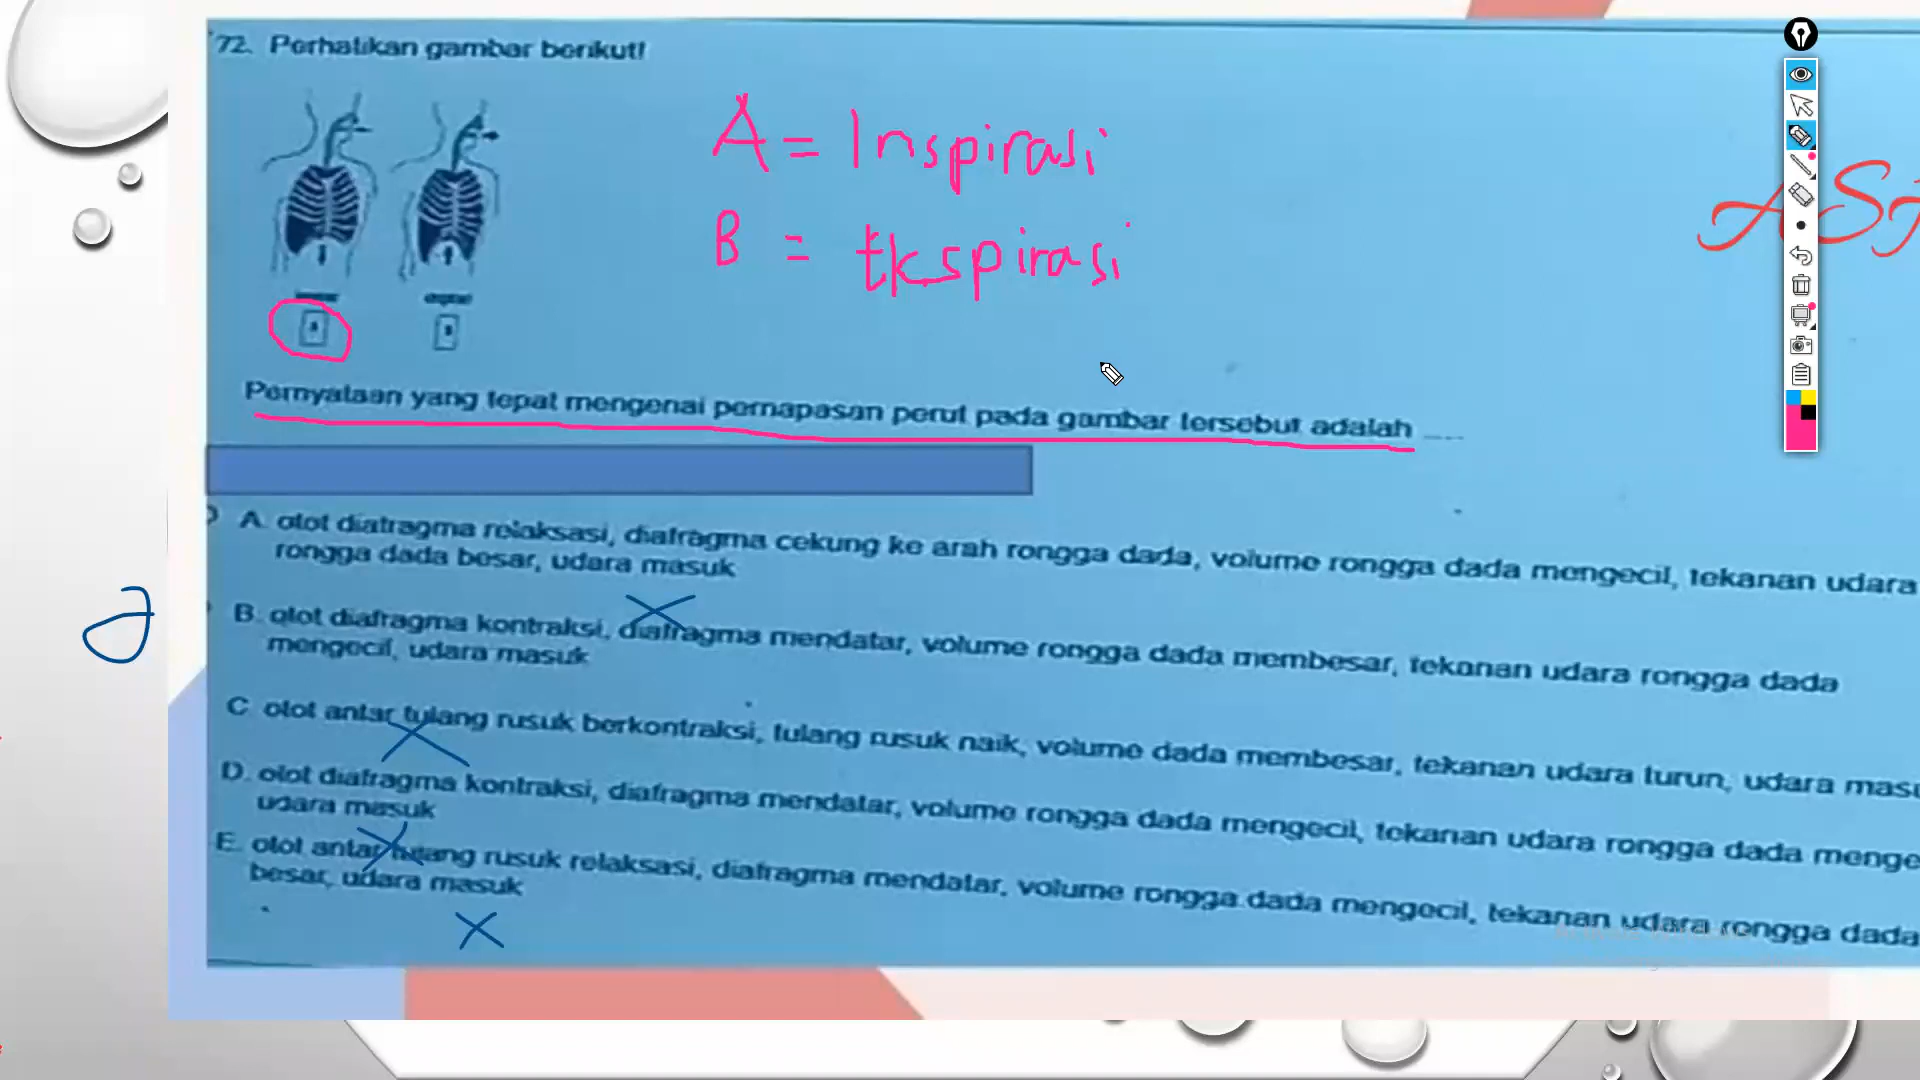 72. Perhatikan gambar berikut!
A = Inspirasi
B = Ekspirasi
Pernyataan yang tepat mengenai pernapasan perut pada gambar tersebut adalah ....
A. otot diafragma relaksasi, diafragma cekung ke arah rongga dada, volume rongga dada mengecil, tekanan udara
rongga dada besar, udara masuk
B. otot diafragma kontraksi, diafragma mendatar, volume rongga dada membesar, tekanan udara rongga dada
mengecil, udara masuk
C otot antar tulang rusuk berkontraksi, tulang rusuk naik, volume dada membesar, tekanan udara turun, udara masu
D. otot diafragma kontraksi, diafragma mendatar, volume rongga dada mengecil, tekanan udara rongga dada menge
udara masuk
E. otot antar tulang rusuk relaksasi, diafragma mendatar, volume rongga dada mengecil, tekanan udara rongga dada
besar, udara masuk